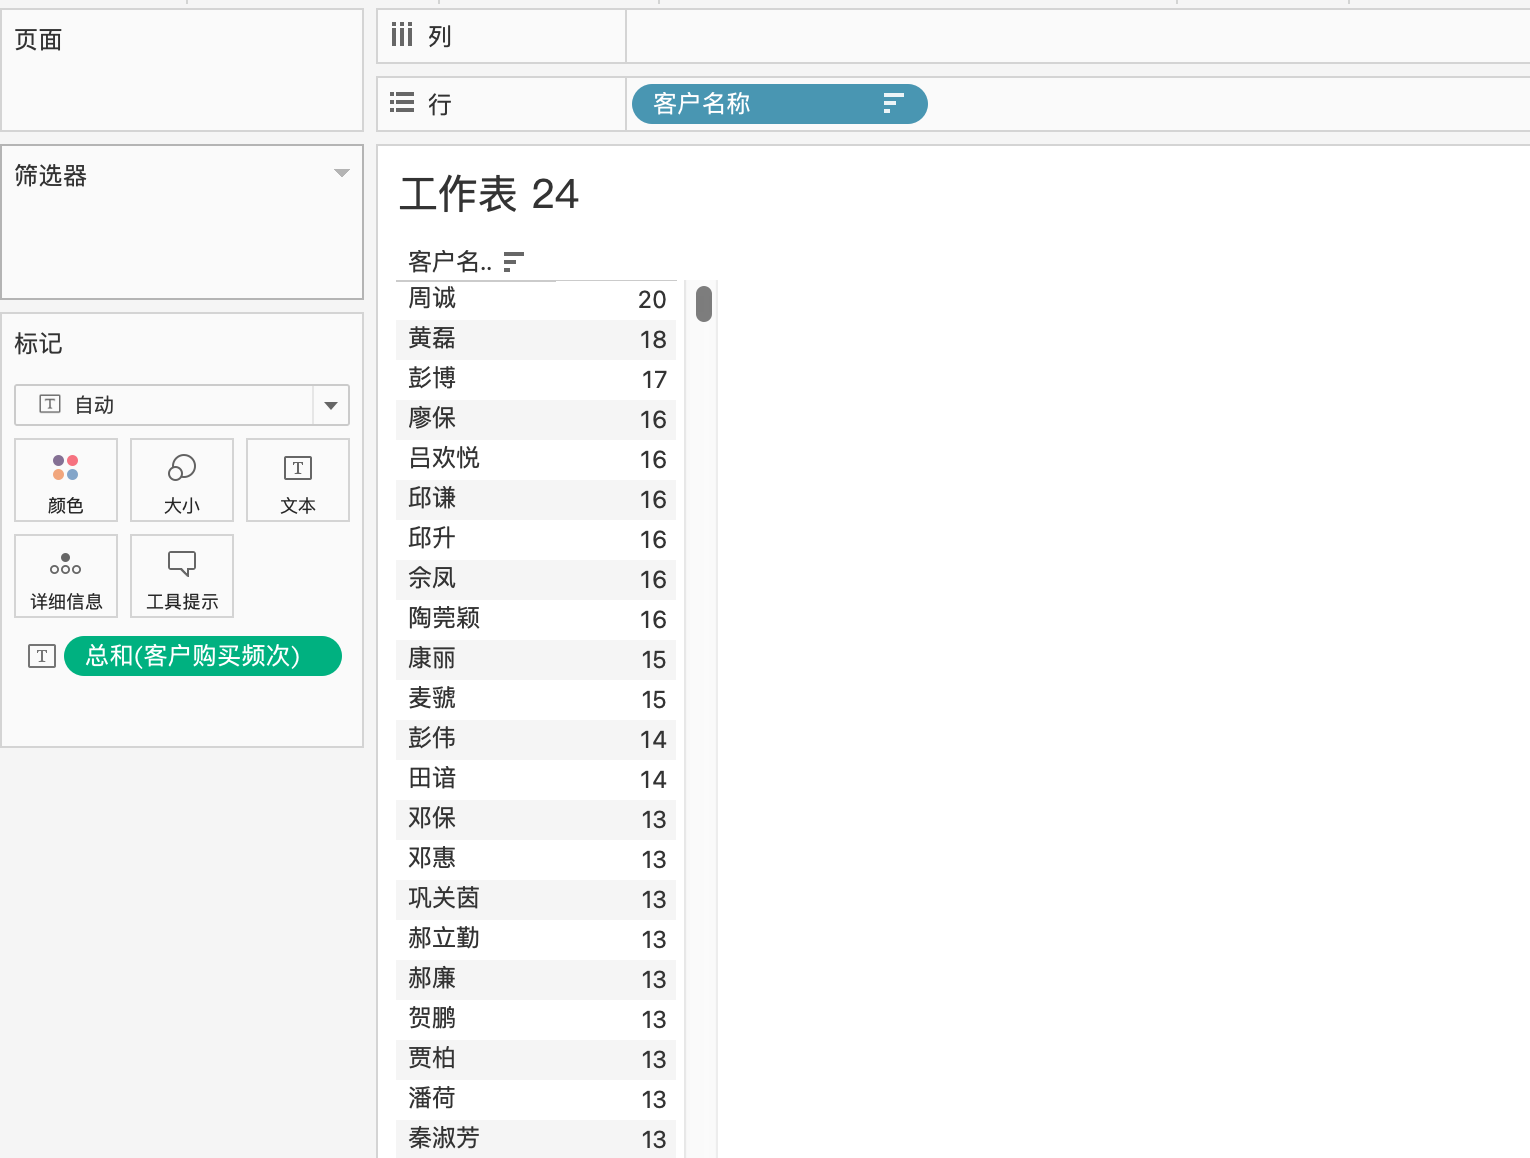 页面
列
行 客户名称
筛选器
工作表 24
客户名..
周诚 20
黄磊 18
彭博 17
廖保 16
吕欢悦 16
邱谦 16
邱升 16
佘凤 16
陶莞颖 16
康丽 15
麦虢 15
彭伟 14
田谙 14
邓保 13
邓惠 13
巩关茵 13
郝立勤 13
郝廉 13
贺鹏 13
贾柏 13
潘荷 13
秦淑芳 13
标记
T 自动
颜色 大小 T 文本
详细信息 工具提示
T 总和(客户购买频次)